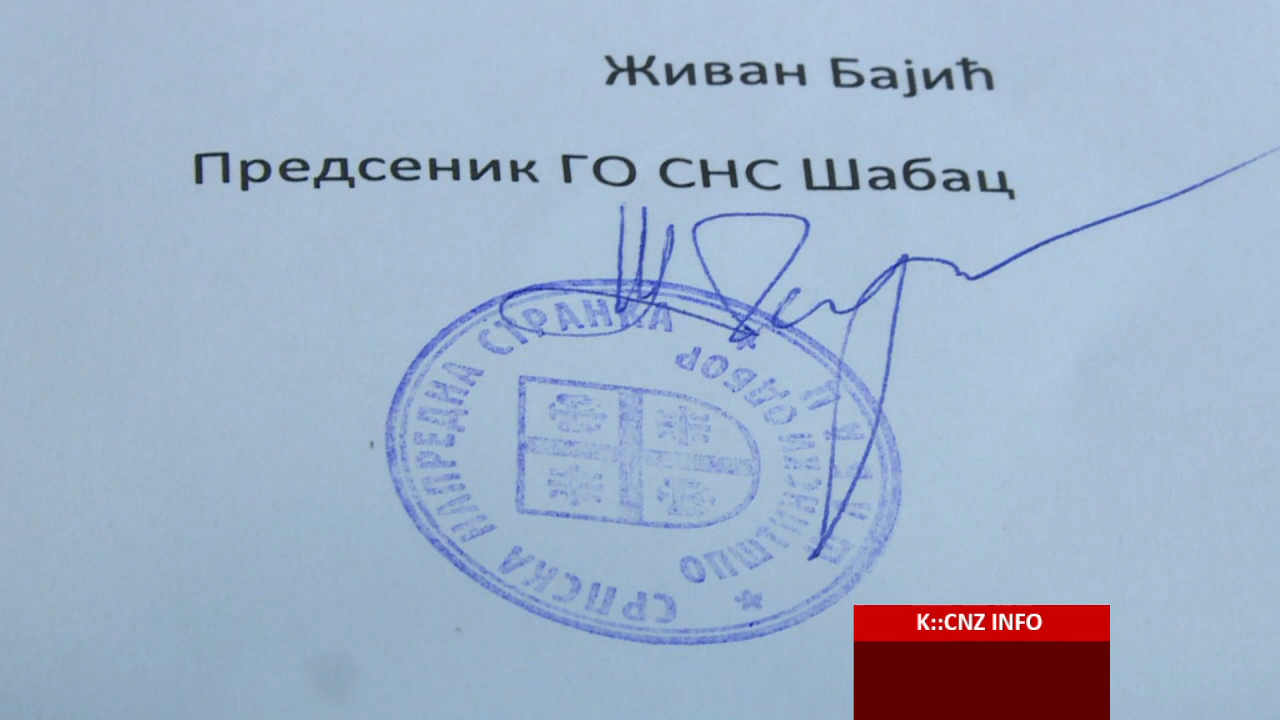 Живан Бајић
Предсеник ГО СНС Шабац
СРПСКА НАПРЕДНА СТРАНКА
ОПШТИНСКИ ОДБОР
K::CNZ INFO